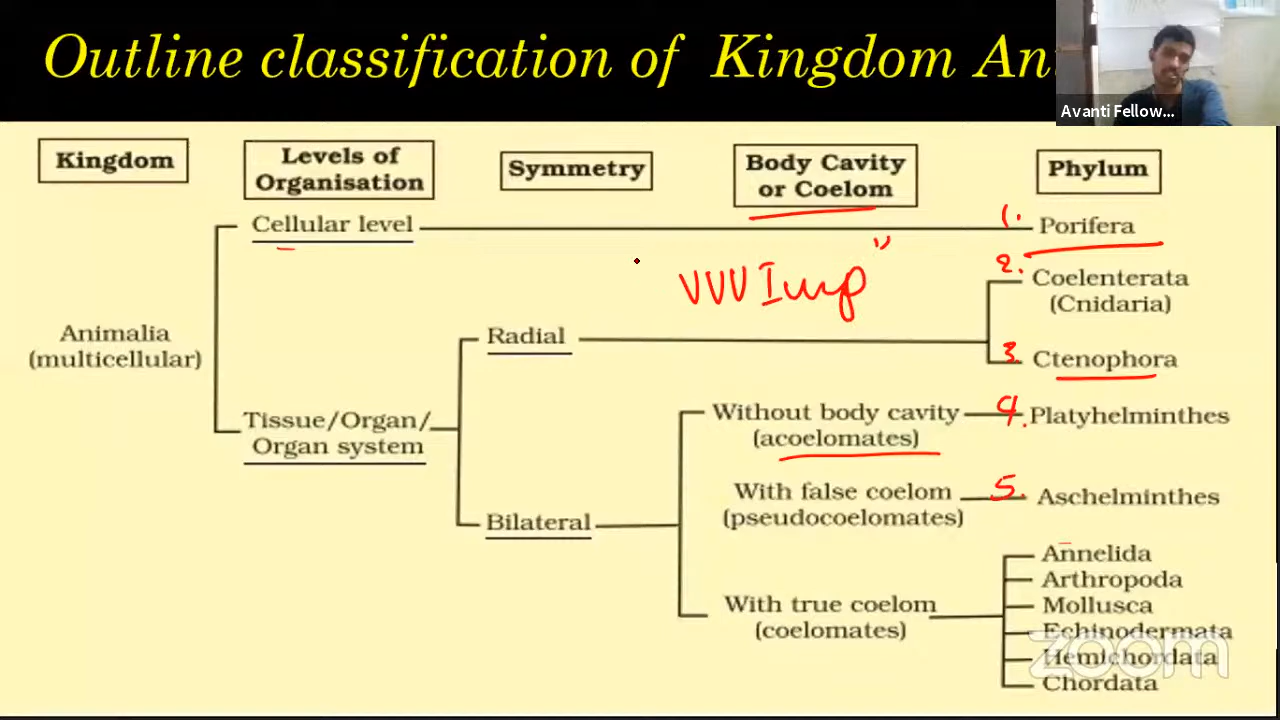 Outline classification of Kingdom An
Avanti Fellow...
Kingdom
Levels of
Organisation
Symmetry
Body Cavity
or Coelom
Phylum
Cellular level
1. Porifera
VVV Imp"
2. Coelenterata
(Cnidaria)
Animalia
(multicellular)
Radial
3. Ctenophora
Tissue/Organ/
Organ system
Without body cavity
(acoelomates)
4. Platyhelminthes
With false coelom
(pseudocoelomates)
5. Aschelminthes
Bilateral
With true coelom
(coelomates)
Annelida
Arthropoda
Mollusca
Echinodermata
Hemichordata
Chordata
zoom